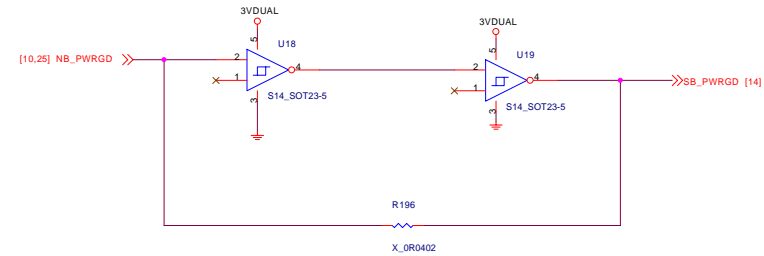 3VDUAL
3VDUAL
5
U18
5
U19
[10,25] NB_PWRGD
2
4
2
4
SB_PWRGD [14]
1
1
3
S14_SOT23-5
3
S14_SOT23-5
R196
X_0R0402